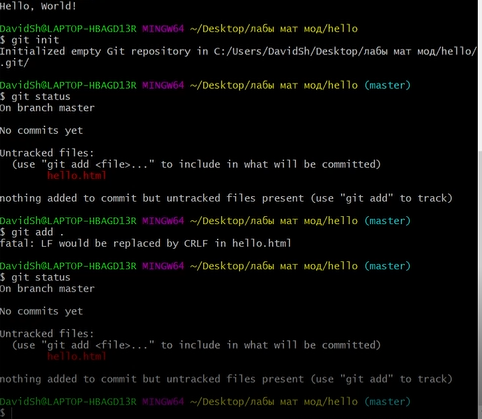 Hello, World!
DavidSh@LAPTOP-HBAGD13R MINGW64 ~/Desktop/лабы мат мод/hello
$ git init
Initialized empty Git repository in C:/Users/DavidSh/Desktop/лабы мат мод/hello/
.git/
DavidSh@LAPTOP-HBAGD13R MINGW64 ~/Desktop/лабы мат мод/hello (master)
$ git status
On branch master
No commits yet
Untracked files:
(use "git add <file>..." to include in what will be committed)
hello.html
nothing added to commit but untracked files present (use "git add" to track)
DavidSh@LAPTOP-HBAGD13R MINGW64 ~/Desktop/лабы мат мод/hello (master)
$ git add .
fatal: LF would be replaced by CRLF in hello.html
DavidSh@LAPTOP-HBAGD13R MINGW64 ~/Desktop/лабы мат мод/hello (master)
$ git status
On branch master
No commits yet
Untracked files:
(use "git add <file>..." to include in what will be committed)
hello.html
nothing added to commit but untracked files present (use "git add" to track)
DavidSh@LAPTOP-HBAGD13R MINGW64 ~/Desktop/лабы мат мод/hello (master)
$